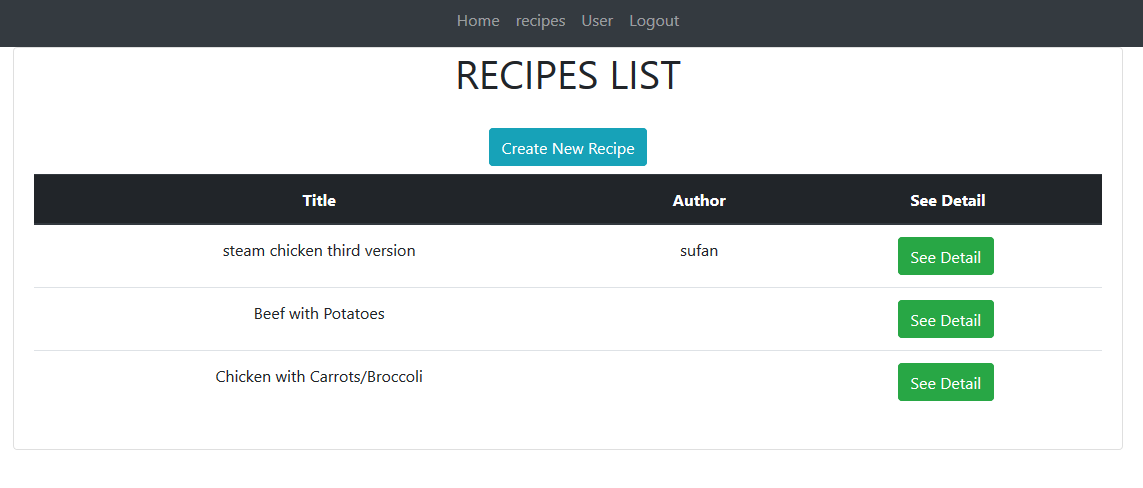 Home recipes User Logout
RECIPES LIST
Create New Recipe
Title Author See Detail
steam chicken third version sufan See Detail
Beef with Potatoes See Detail
Chicken with Carrots/Broccoli See Detail